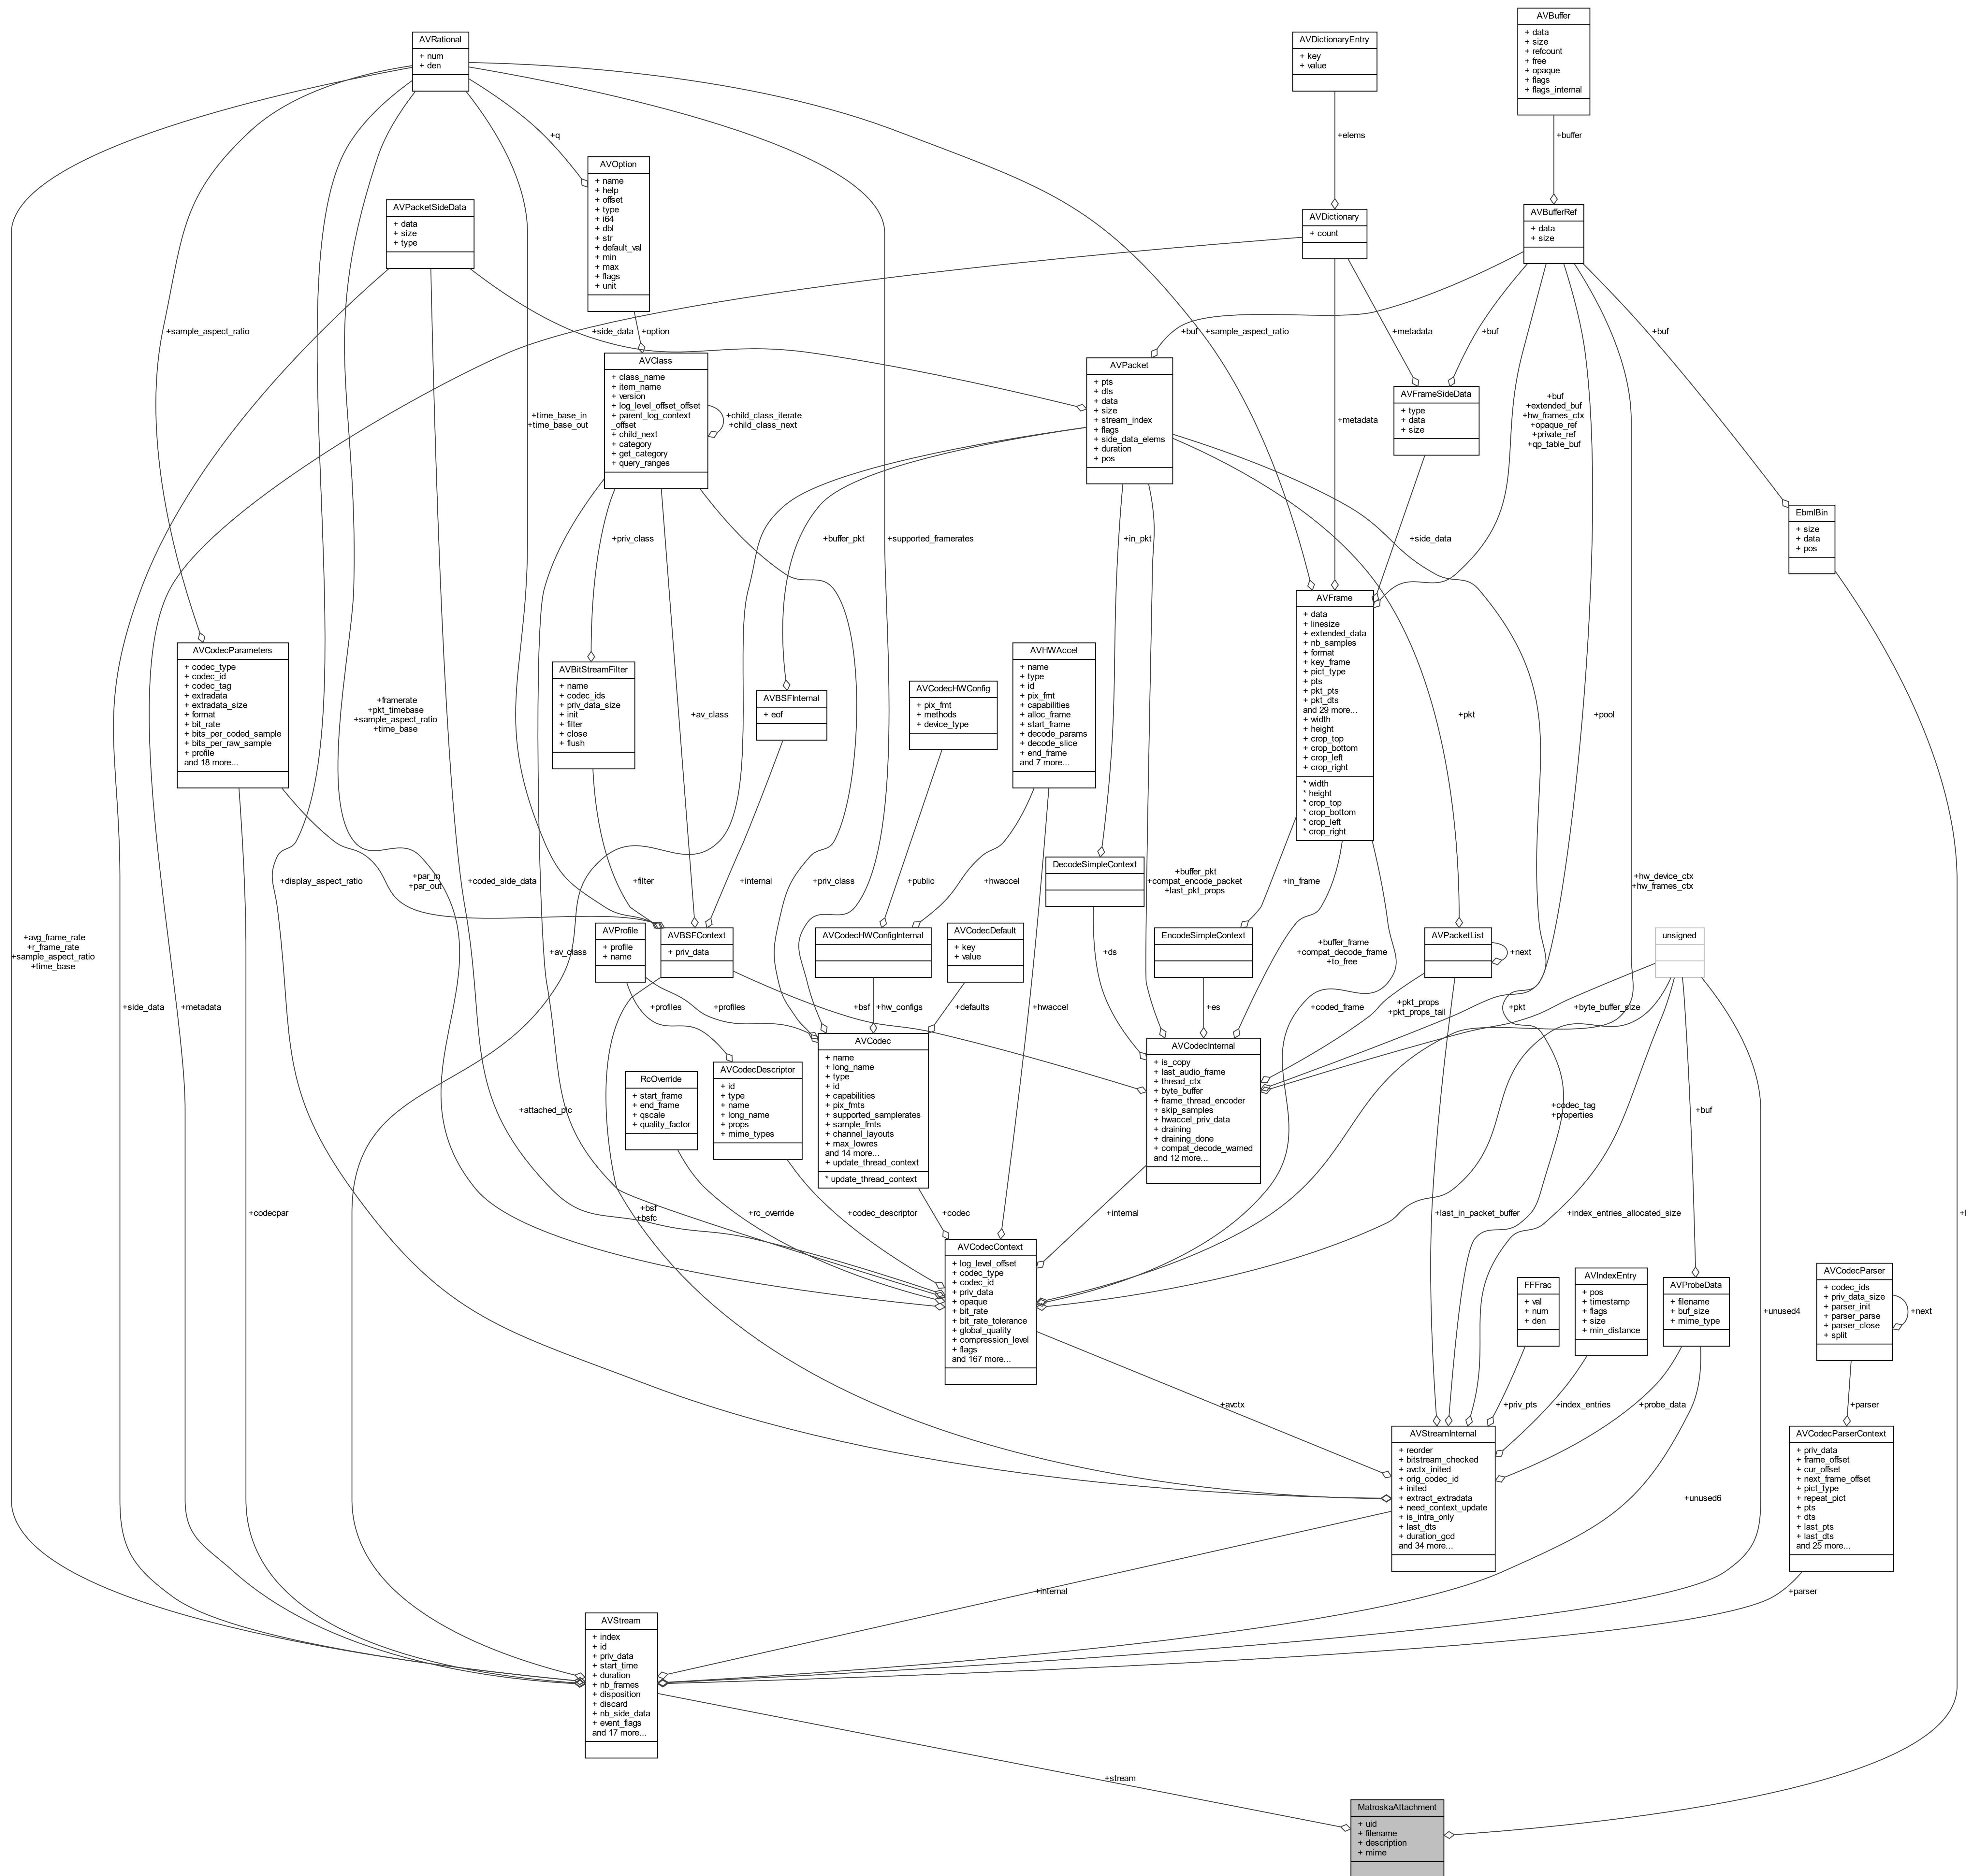 AVBuffer
+ data
+ size
+ refcount
+ free
+ opaque
+ flags
+ flags_internal
AVRational
+ num
+ den
AVDictionaryEntry
+ key
+ value
+q
+elems
+buffer
AVOption
+ name
+ help
+ offset
+ type
+ i64
+ dbl
+ str
+ default_val
+ min
+ max
+ flags
+ unit
AVPacketSideData
+ data
+ size
+ type
AVDictionary
+ count
AVBufferRef
+ data
+ size
+sample_aspect_ratio
+side_data
+option
+buf
+sample_aspect_ratio
+metadata
+buf
+buf
AVClass
+ class_name
+ item_name
+ version
+ log_level_offset_offset
+ parent_log_context
_offset
+ child_next
+ category
+ get_category
+ query_ranges
+child_class_iterate
+child_class_next
+time_base_in
+time_base_out
AVPacket
+ pts
+ dts
+ data
+ size
+ stream_index
+ flags
+ side_data_elems
+ duration
+ pos
+metadata
AVFrameSideData
+ type
+ data
+ size
+buf
+extended_buf
+hw_frames_ctx
+opaque_ref
+private_ref
+qp_table_buf
EbmlBin
+ size
+ data
+ pos
+priv_class
+buffer_pkt
+supported_framerates
+in_pkt
+side_data
AVFrame
+ data
+ linesize
+ extended_data
+ nb_samples
+ format
+ key_frame
+ pict_type
+ pts
+ pkt_pts
+ pkt_dts
and 29 more...
+ width
+ height
+ crop_top
+ crop_bottom
+ crop_left
+ crop_right
* width
* height
* crop_top
* crop_bottom
* crop_left
* crop_right
AVCodecParameters
+ codec_type
+ codec_id
+ codec_tag
+ extradata
+ extradata_size
+ format
+ bit_rate
+ bits_per_coded_sample
+ bits_per_raw_sample
+ profile
and 18 more...
+framerate
+pkt_timebase
+sample_aspect_ratio
+time_base
AVBitStreamFilter
+ name
+ codec_ids
+ priv_data_size
+ init
+ filter
+ close
+ flush
+av_class
AVBSFInternal
+ eof
AVCodecHWConfig
+ pix_fmt
+ methods
+ device_type
AVHWAccel
+ name
+ type
+ id
+ pix_fmt
+ capabilities
+ alloc_frame
+ start_frame
+ decode_params
+ decode_slice
+ end_frame
and 7 more...
+pkt
+pool
+display_aspect_ratio
+par_in
+par_out
+coded_side_data
+filter
+internal
+priv_class
+public
+hwaccel
DecodeSimpleContext
+buffer_pkt
+compat_encode_packet
+last_pkt_props
+in_frame
+hw_device_ctx
+hw_frames_ctx
+avg_frame_rate
+r_frame_rate
+sample_aspect_ratio
+time_base
+av_class
AVProfile
+ profile
+ name
AVBSFContext
+ priv_data
AVCodecHWConfigInternal
AVCodecDefault
+ key
+ value
+ds
EncodeSimpleContext
+buffer_frame
+compat_decode_frame
+to_free
AVPacketList
+next
unsigned
+side_data
+metadata
+profiles
+profiles
+bsf
+hw_configs
+defaults
+hwaccel
+es
+coded_frame
+pkt_props
+pkt_props_tail
+pkt
+byte_buffer_size
RcOverride
+ start_frame
+ end_frame
+ qscale
+ quality_factor
AVCodecDescriptor
+ id
+ type
+ name
+ long_name
+ props
+ mime_types
AVCodec
+ name
+ long_name
+ type
+ id
+ capabilities
+ pix_fmts
+ supported_samplerates
+ sample_fmts
+ channel_layouts
+ max_lowres
and 14 more...
+ update_thread_context
* update_thread_context
AVCodecInternal
+ is_copy
+ last_audio_frame
+ thread_ctx
+ byte_buffer
+ frame_thread_encoder
+ skip_samples
+ hwaccel_priv_data
+ draining
+ draining_done
+ compat_decode_warned
and 12 more...
+attached_pic
+codec_tag
+properties
+buf
+codecpar
+bsf
+bsfc
+rc_override
+codec_descriptor
+codec
+internal
+last_in_packet_buffer
+index_entries_allocated_size
AVCodecContext
+ log_level_offset
+ codec_type
+ codec_id
+ priv_data
+ opaque
+ bit_rate
+ bit_rate_tolerance
+ global_quality
+ compression_level
+ flags
and 167 more...
FFFrac
+ val
+ num
+ den
AVIndexEntry
+ pos
+ timestamp
+ flags
+ size
+ min_distance
AVProbeData
+ filename
+ buf_size
+ mime_type
+unused4
AVCodecParser
+ codec_ids
+ priv_data_size
+ parser_init
+ parser_parse
+ parser_close
+ split
+next
+avctx
+priv_pts
+index_entries
+probe_data
+parser
AVStreamInternal
+ reorder
+ bitstream_checked
+ avctx_inited
+ orig_codec_id
+ inited
+ extract_extradata
+ need_context_update
+ is_intra_only
+ last_dts
+ duration_gcd
and 34 more...
+unused6
AVCodecParserContext
+ priv_data
+ frame_offset
+ cur_offset
+ next_frame_offset
+ pict_type
+ repeat_pict
+ pts
+ dts
+ last_pts
+ last_dts
and 25 more...
+internal
+parser
AVStream
+ index
+ id
+ priv_data
+ start_time
+ duration
+ nb_frames
+ disposition
+ discard
+ nb_side_data
+ event_flags
and 17 more...
+stream
MatroskaAttachment
+ uid
+ filename
+ description
+ mime